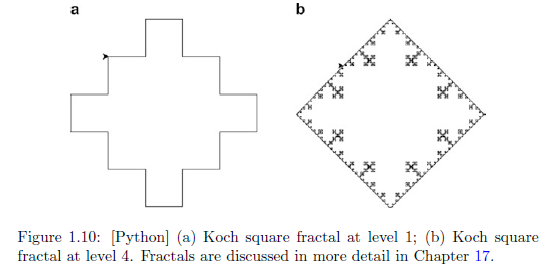 a
b
Figure 1.10: [Python] (a) Koch square fractal at level 1; (b) Koch square
fractal at level 4. Fractals are discussed in more detail in Chapter 17.